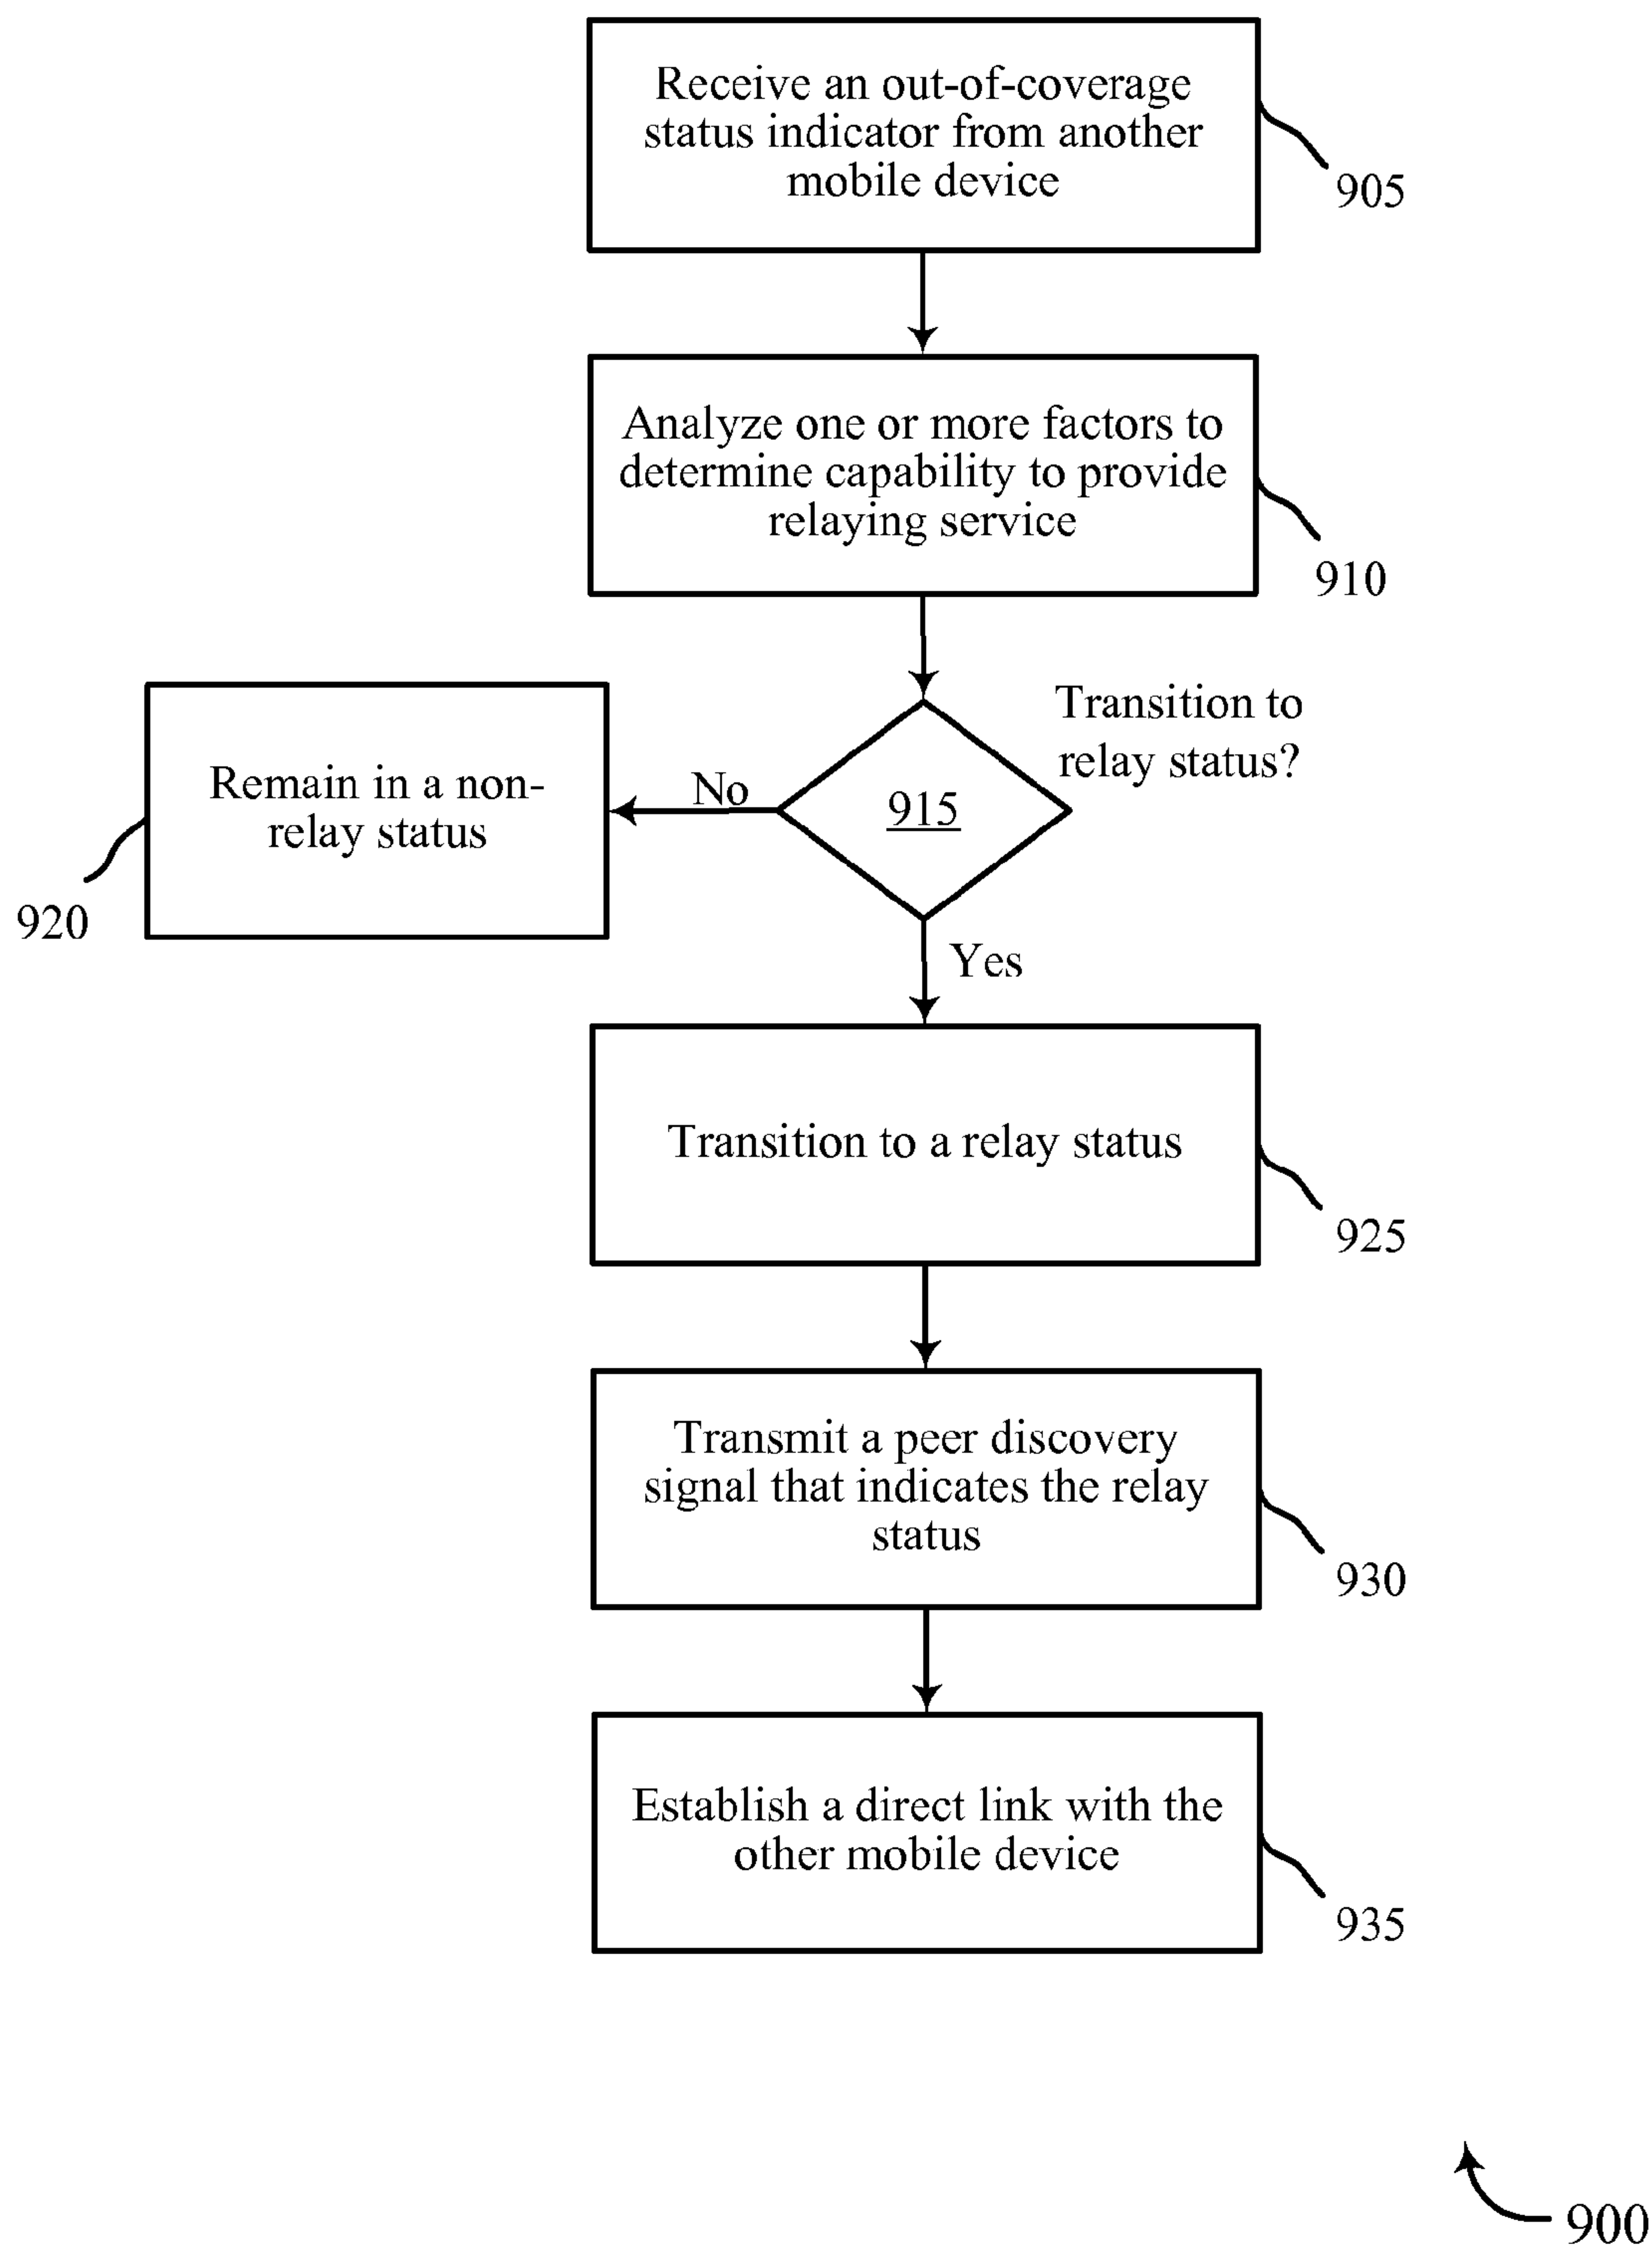 Receive an out-of-coverage
status indicator from another
mobile device
905
Analyze one or more factors to
determine capability to provide
relaying service
910
Transition to
relay status?
915
No
Remain in a non-
relay status
920
Yes
Transition to a relay status
925
Transmit a peer discovery
signal that indicates the relay
status
930
Establish a direct link with the
other mobile device
935
900